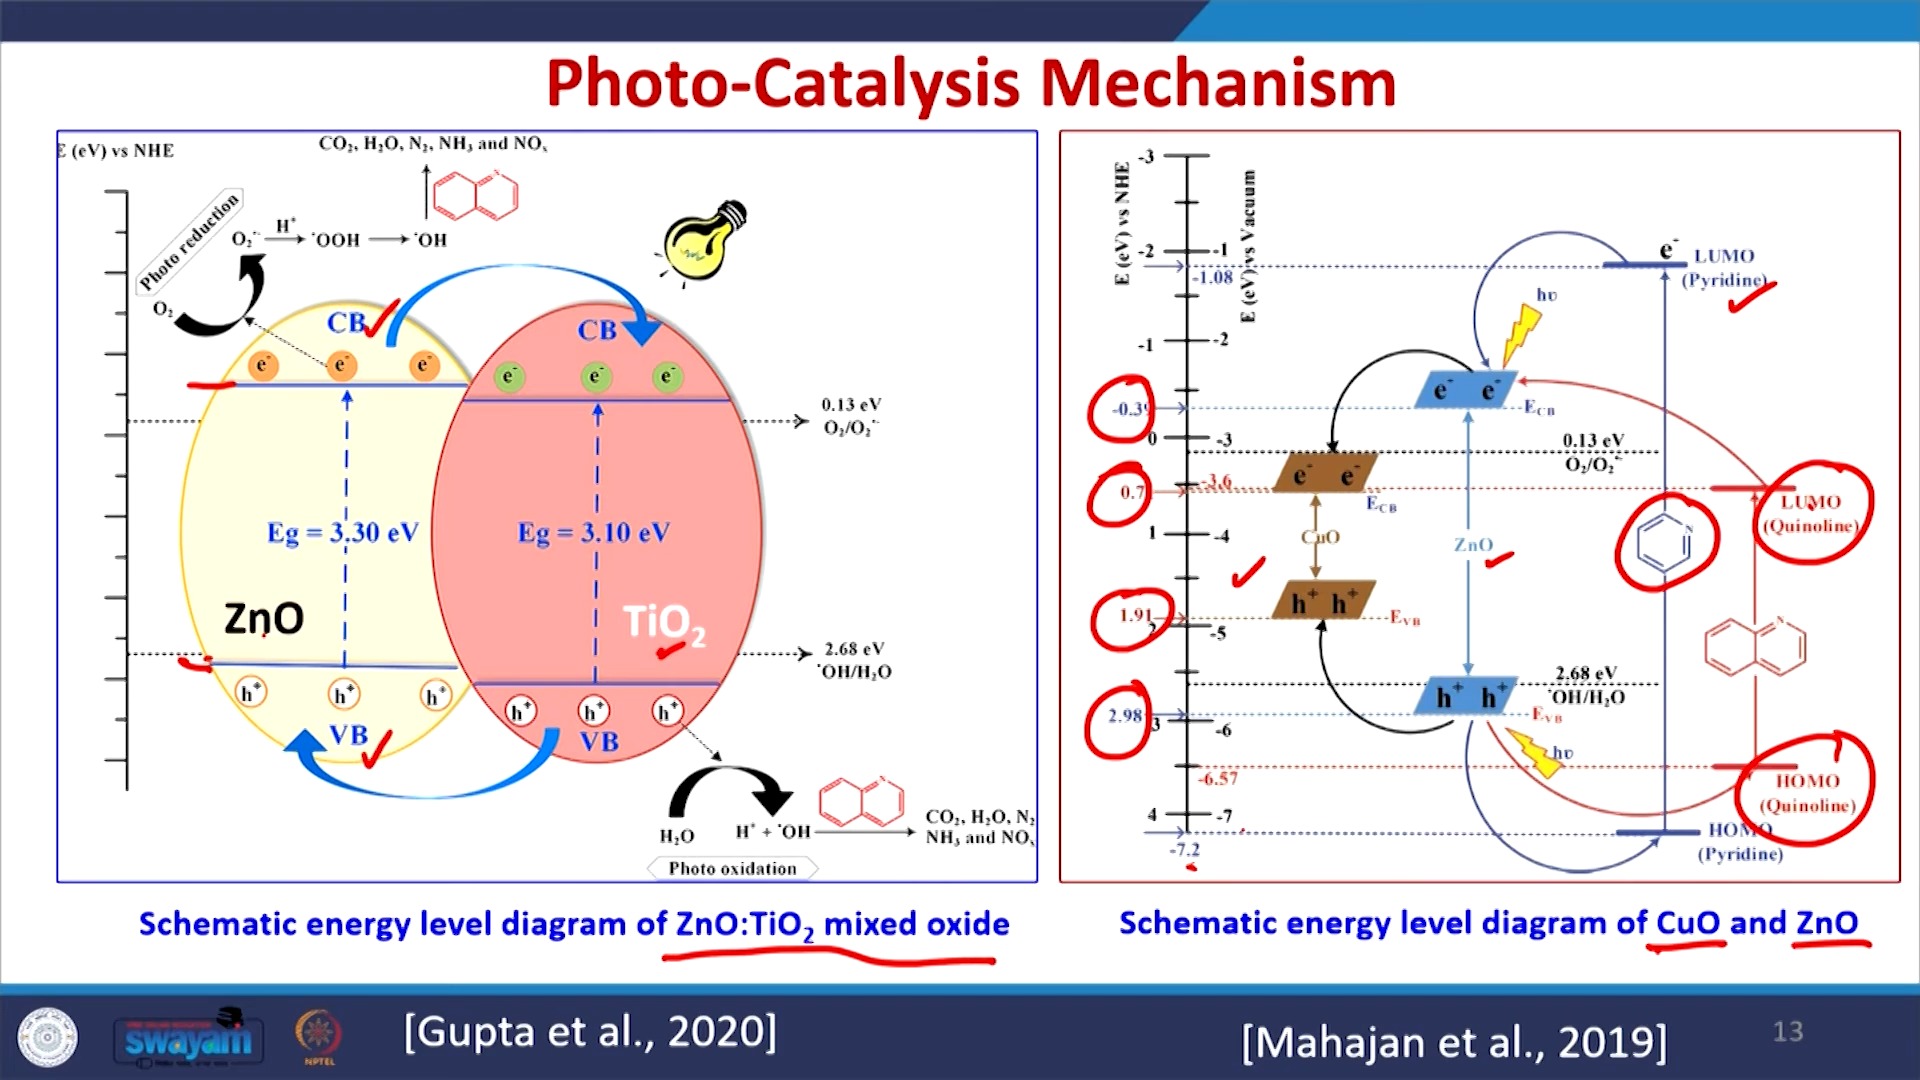 Photo-Catalysis Mechanism
E (eV) vs NHE
CO₂, H₂O, N₂, NH₃ and NOₓ
Photo reduction
O₂
O₂˙⁻
H⁺
˙OOH
˙OH
CB
e⁻ e⁻ e⁻
CB
e⁻ e⁻ e⁻
0.13 eV
O₂/O₂˙⁻
Eg = 3.30 eV
Eg = 3.10 eV
ZnO
TiO₂
2.68 eV
˙OH/H₂O
h⁺ h⁺ h⁺
VB
h⁺ h⁺ h⁺
VB
H₂O
H⁺ + ˙OH
CO₂, H₂O, N₂
NH₃ and NOₓ
Photo oxidation
Schematic energy level diagram of ZnO:TiO₂ mixed oxide
E (eV) vs NHE
E (eV) vs Vacuum
-3
-2
-1
-1.08
-1
-2
-0.39
0
-3
0.7
-3.6
1
-4
1.91
2
-5
2.98
3
-6
-6.57
4
-7
-7.2
e⁻
LUMO
(Pyridine)
hυ
e⁻ e⁻
E_CB
0.13 eV
O₂/O₂˙⁻
e⁻ e⁻
E_CB
CuO
ZnO
N
LUMO
(Quinoline)
h⁺ h⁺
E_VB
N
2.68 eV
˙OH/H₂O
h⁺ h⁺
E_VB
hυ
HOMO
(Quinoline)
HOMO
(Pyridine)
Schematic energy level diagram of CuO and ZnO
swayam
NPTEL
[Gupta et al., 2020]
[Mahajan et al., 2019]
13